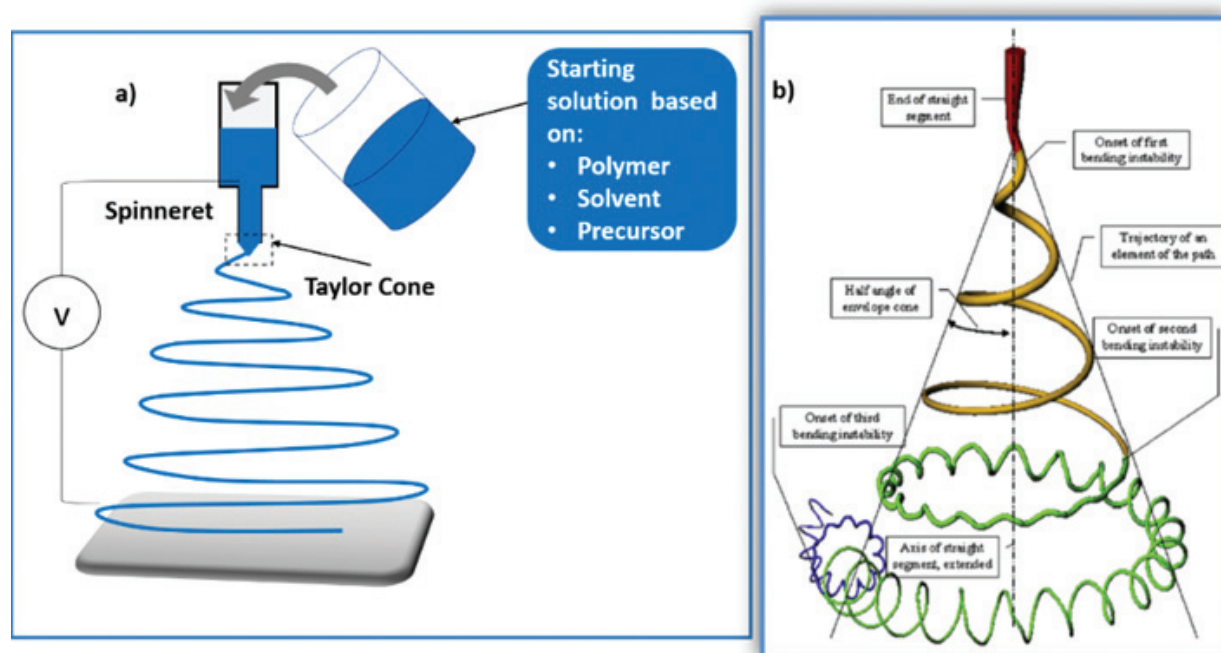 a)
Starting
solution based
on:
• Polymer
• Solvent
• Precursor
Spinneret
Taylor Cone
V
b)
End of straight
segment
Onset of first
bending instability
Trajectory of an
element of the path
Half angle of
envelope cone
Onset of second
bending instability
Onset of third
bending instability
Axis of straight
segment, extended